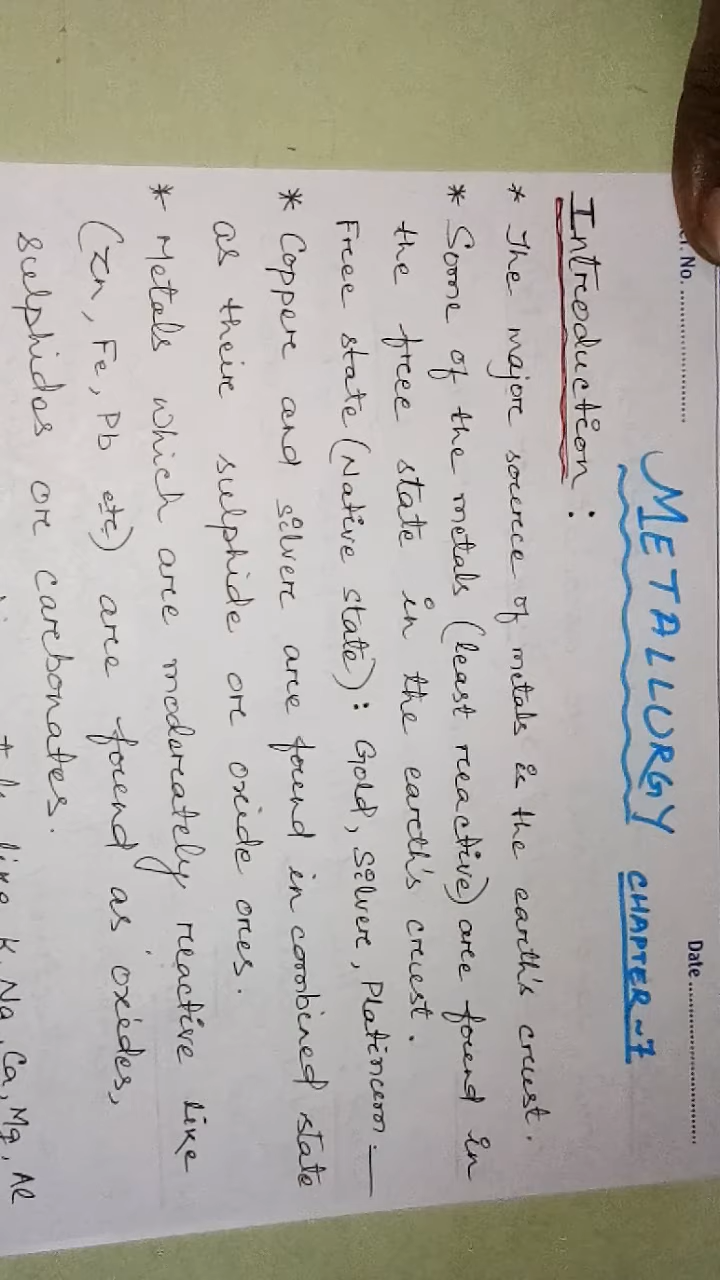 Cr. No. ....................
Date ..............................
METALLURGY CHAPTER-7
Introduction :
* The major source of metals is the earth's crust.
* Some of the metals (least reactive) are found in
the free state in the earth's crust.
Free state (Native state) : Gold, Silver, Platinum —
* Copper and silver are found in combined state
as their sulphide or oxide ores.
* Metals which are moderately reactive like
(Zn, Fe, Pb etc) are found as oxides,
sulphides or carbonates.
like K, Na, Ca, Mg, Al